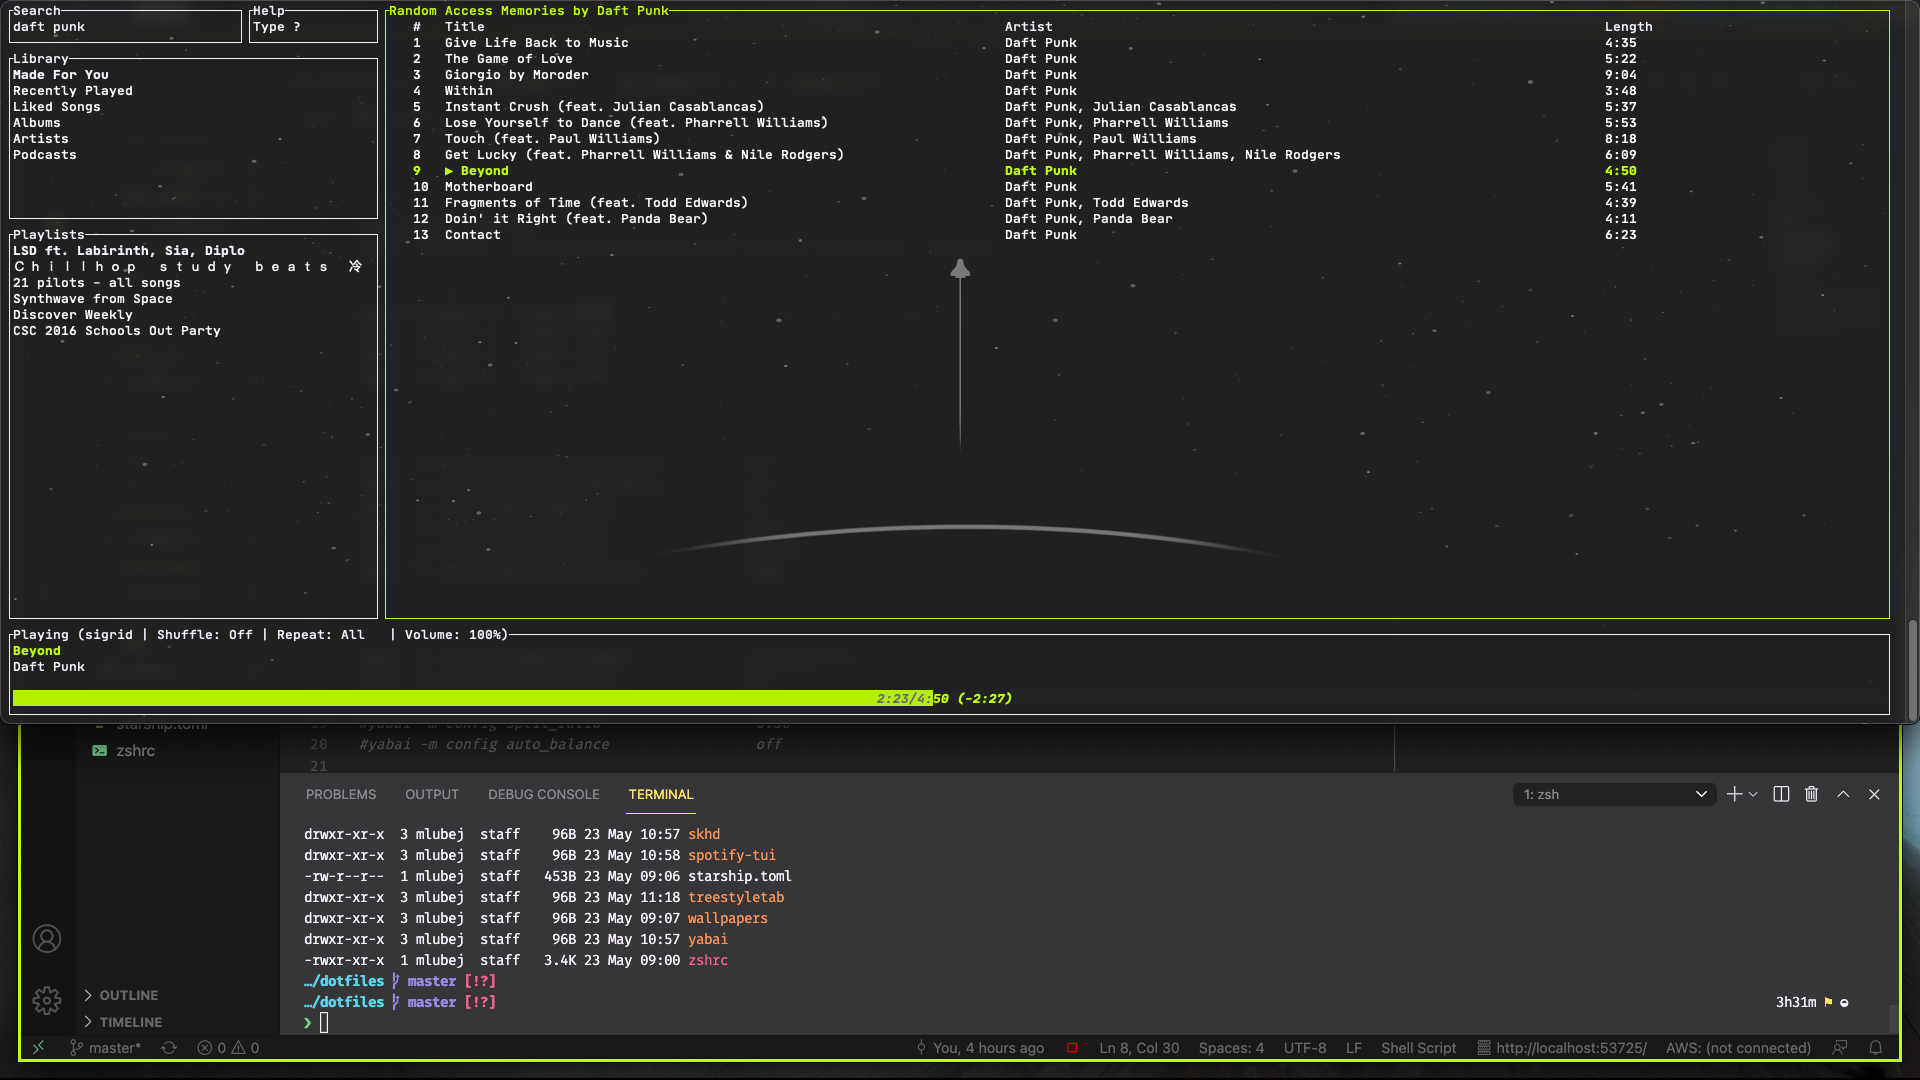 Search
daft punk
Help
Type ?
Library
Made For You
Recently Played
Liked Songs
Albums
Artists
Podcasts
Playlists
LSD ft. Labirinth, Sia, Diplo
Chillhop study beats 冷
21 pilots - all songs
Synthwave from Space
Discover Weekly
CSC 2016 Schools Out Party
Random Access Memories by Daft Punk
# Title Artist Length
1 Give Life Back to Music Daft Punk 4:35
2 The Game of Love Daft Punk 5:22
3 Giorgio by Moroder Daft Punk 9:04
4 Within Daft Punk 3:48
5 Instant Crush (feat. Julian Casablancas) Daft Punk, Julian Casablancas 5:37
6 Lose Yourself to Dance (feat. Pharrell Williams) Daft Punk, Pharrell Williams 5:53
7 Touch (feat. Paul Williams) Daft Punk, Paul Williams 8:18
8 Get Lucky (feat. Pharrell Williams & Nile Rodgers) Daft Punk, Pharrell Williams, Nile Rodgers 6:09
9 ▶ Beyond Daft Punk 4:50
10 Motherboard Daft Punk 5:41
11 Fragments of Time (feat. Todd Edwards) Daft Punk, Todd Edwards 4:39
12 Doin' it Right (feat. Panda Bear) Daft Punk, Panda Bear 4:11
13 Contact Daft Punk 6:23
Playing (sigrid | Shuffle: Off | Repeat: All | Volume: 100%)
Beyond
Daft Punk
2:23/4:50 (-2:27)
starship.toml
zshrc
20 #yabai -m config auto_balance off
21
PROBLEMS OUTPUT DEBUG CONSOLE TERMINAL 1: zsh
drwxr-xr-x 3 mlubej staff 96B 23 May 10:57 skhd
drwxr-xr-x 3 mlubej staff 96B 23 May 10:58 spotify-tui
-rw-r--r-- 1 mlubej staff 453B 23 May 09:06 starship.toml
drwxr-xr-x 3 mlubej staff 96B 23 May 11:18 treestyletab
drwxr-xr-x 3 mlubej staff 96B 23 May 09:07 wallpapers
drwxr-xr-x 3 mlubej staff 96B 23 May 10:57 yabai
-rwxr-xr-x 1 mlubej staff 3.4K 23 May 09:00 zshrc
…/dotfiles master [!?]
…/dotfiles master [!?] 3h31m
❯
OUTLINE
TIMELINE
master* 0 0 You, 4 hours ago Ln 8, Col 30 Spaces: 4 UTF-8 LF Shell Script http://localhost:53725/ AWS: (not connected)